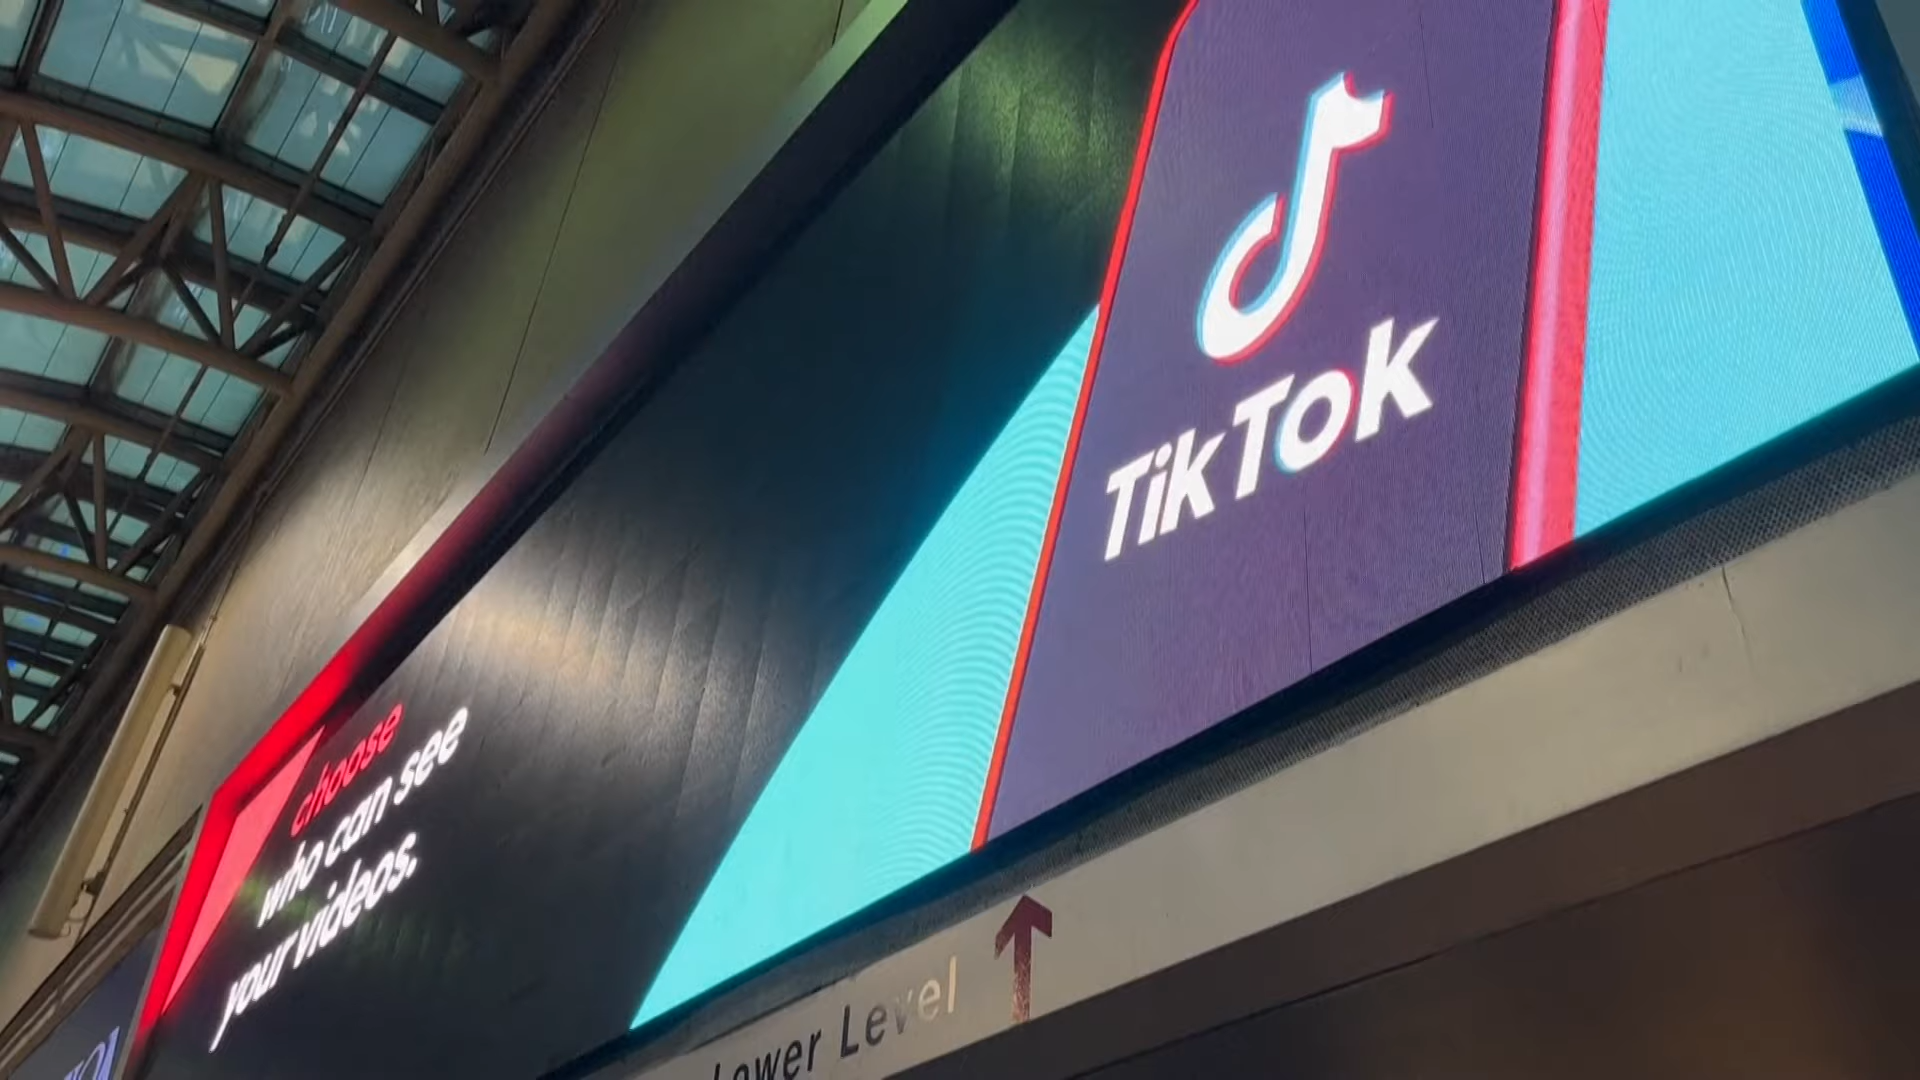 choose
who can see
your videos.
TikTok
Lower Level